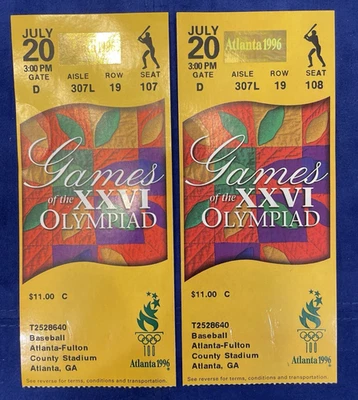 JULY
20
3:00 PM
GATE AISLE ROW SEAT
D 307L 19 107
Games
of the XXVI
OLYMPIAD
$11.00 C
T2528640
Baseball
Atlanta-Fulton
County Stadium
Atlanta, GA
Atlanta 1996
See reverse for terms, conditions and transportation.
JULY
20
3:00 PM
Atlanta 1996
GATE AISLE ROW SEAT
D 307L 19 108
Games
of the XXVI
OLYMPIAD
$11.00 C
T2528640
Baseball
Atlanta-Fulton
County Stadium
Atlanta, GA
Atlanta 1996
See reverse for terms, conditions and transportation.